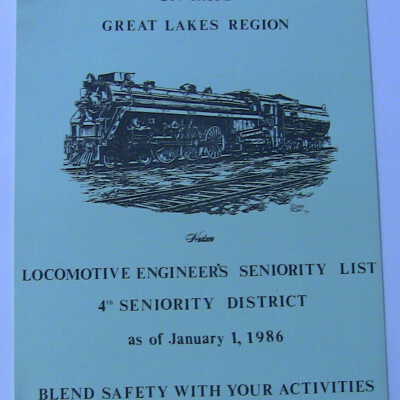 GREAT LAKES REGION
LOCOMOTIVE ENGINEER'S SENIORITY LIST
4th SENIORITY DISTRICT
as of January 1, 1986
BLEND SAFETY WITH YOUR ACTIVITIES